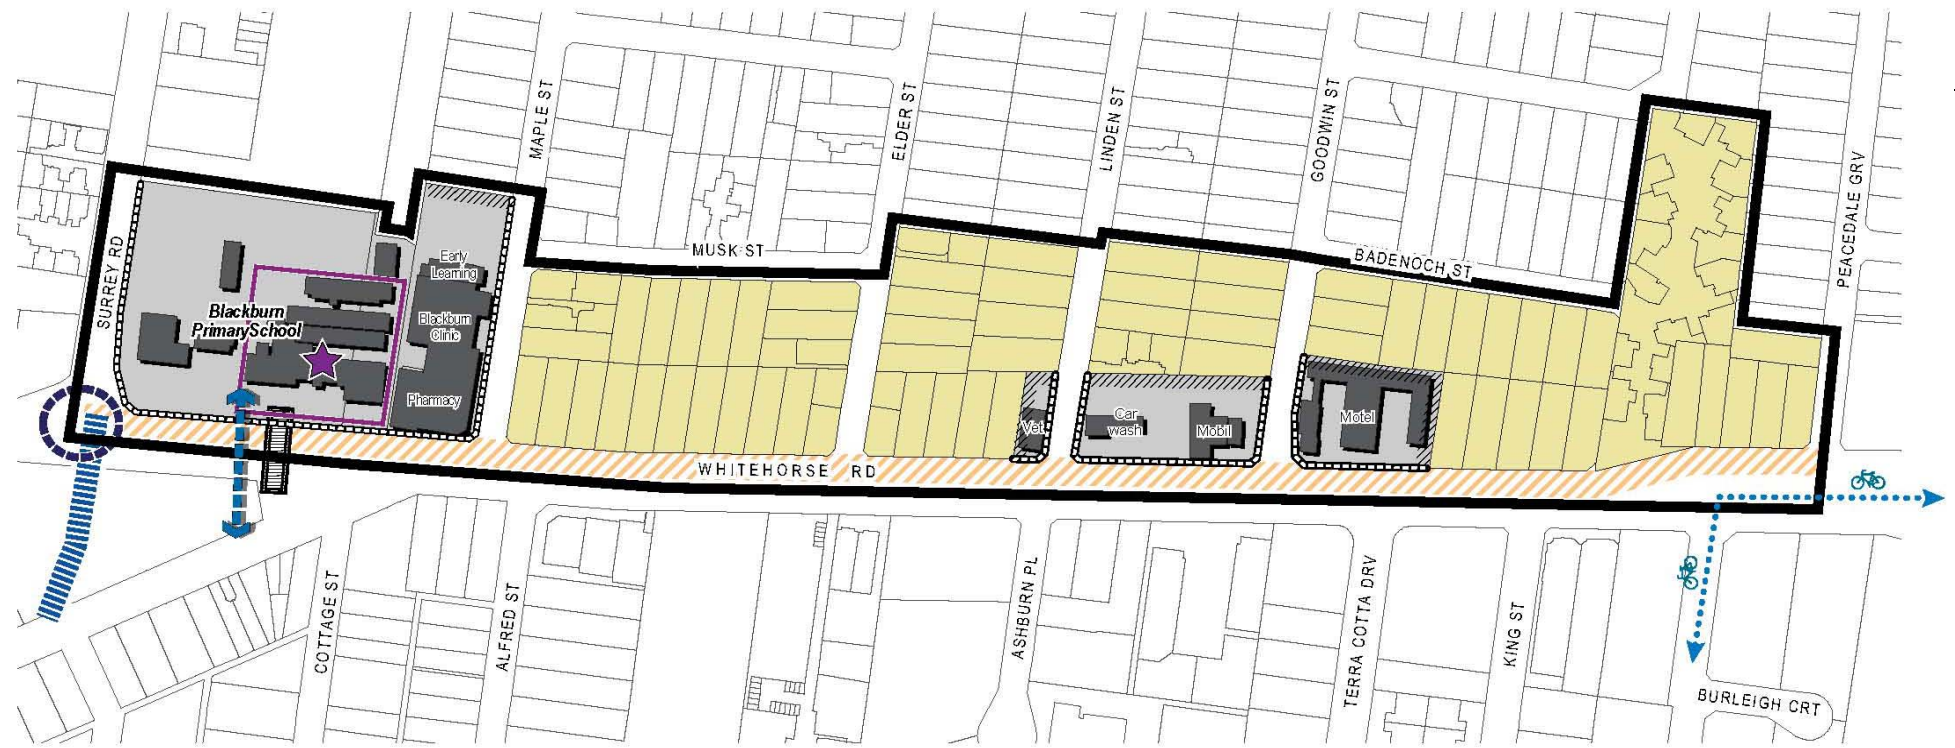 MAPLE ST
ELDER ST
LINDEN ST
GOODWIN ST
PEACEDALE GRV
SURREY RD
MUSK ST
BADENOCH ST
Early
Learning
Blackburn
Primary School
Blackburn
Clinic
Pharmacy
Vet
Car
wash
Mobil
Motel
WHITEHORSE RD
COTTAGE ST
ALFRED ST
ASHBURN PL
TERRA COTTA DRV
KING ST
BURLEIGH CRT